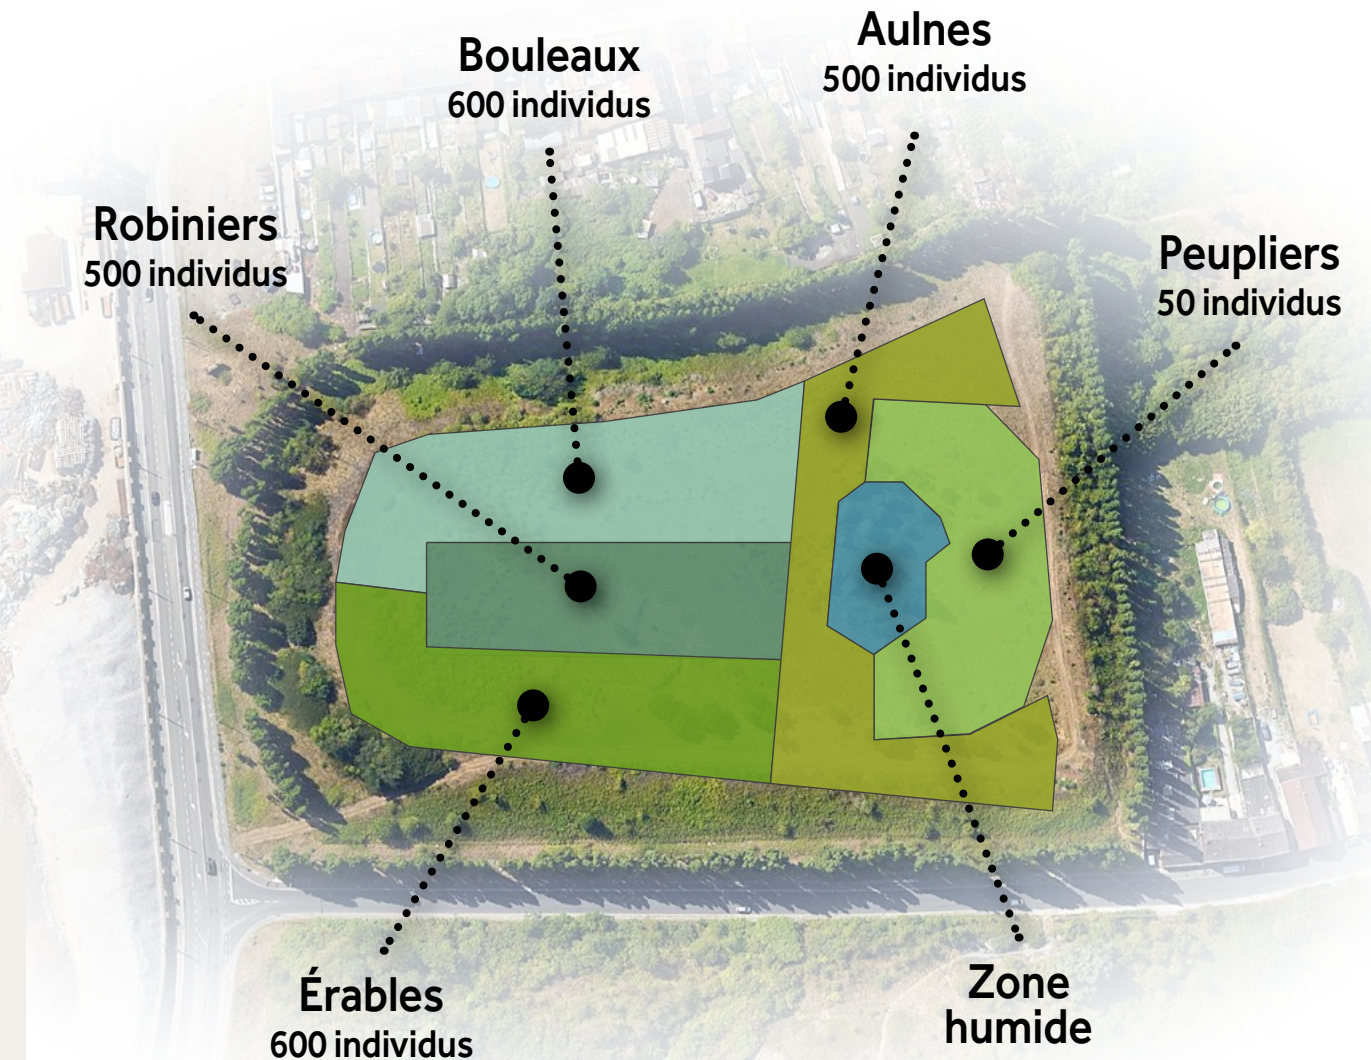 Aulnes
500 individus
Bouleaux
600 individus
Robiniers
500 individus
Peupliers
50 individus
Érables
600 individus
Zone
humide